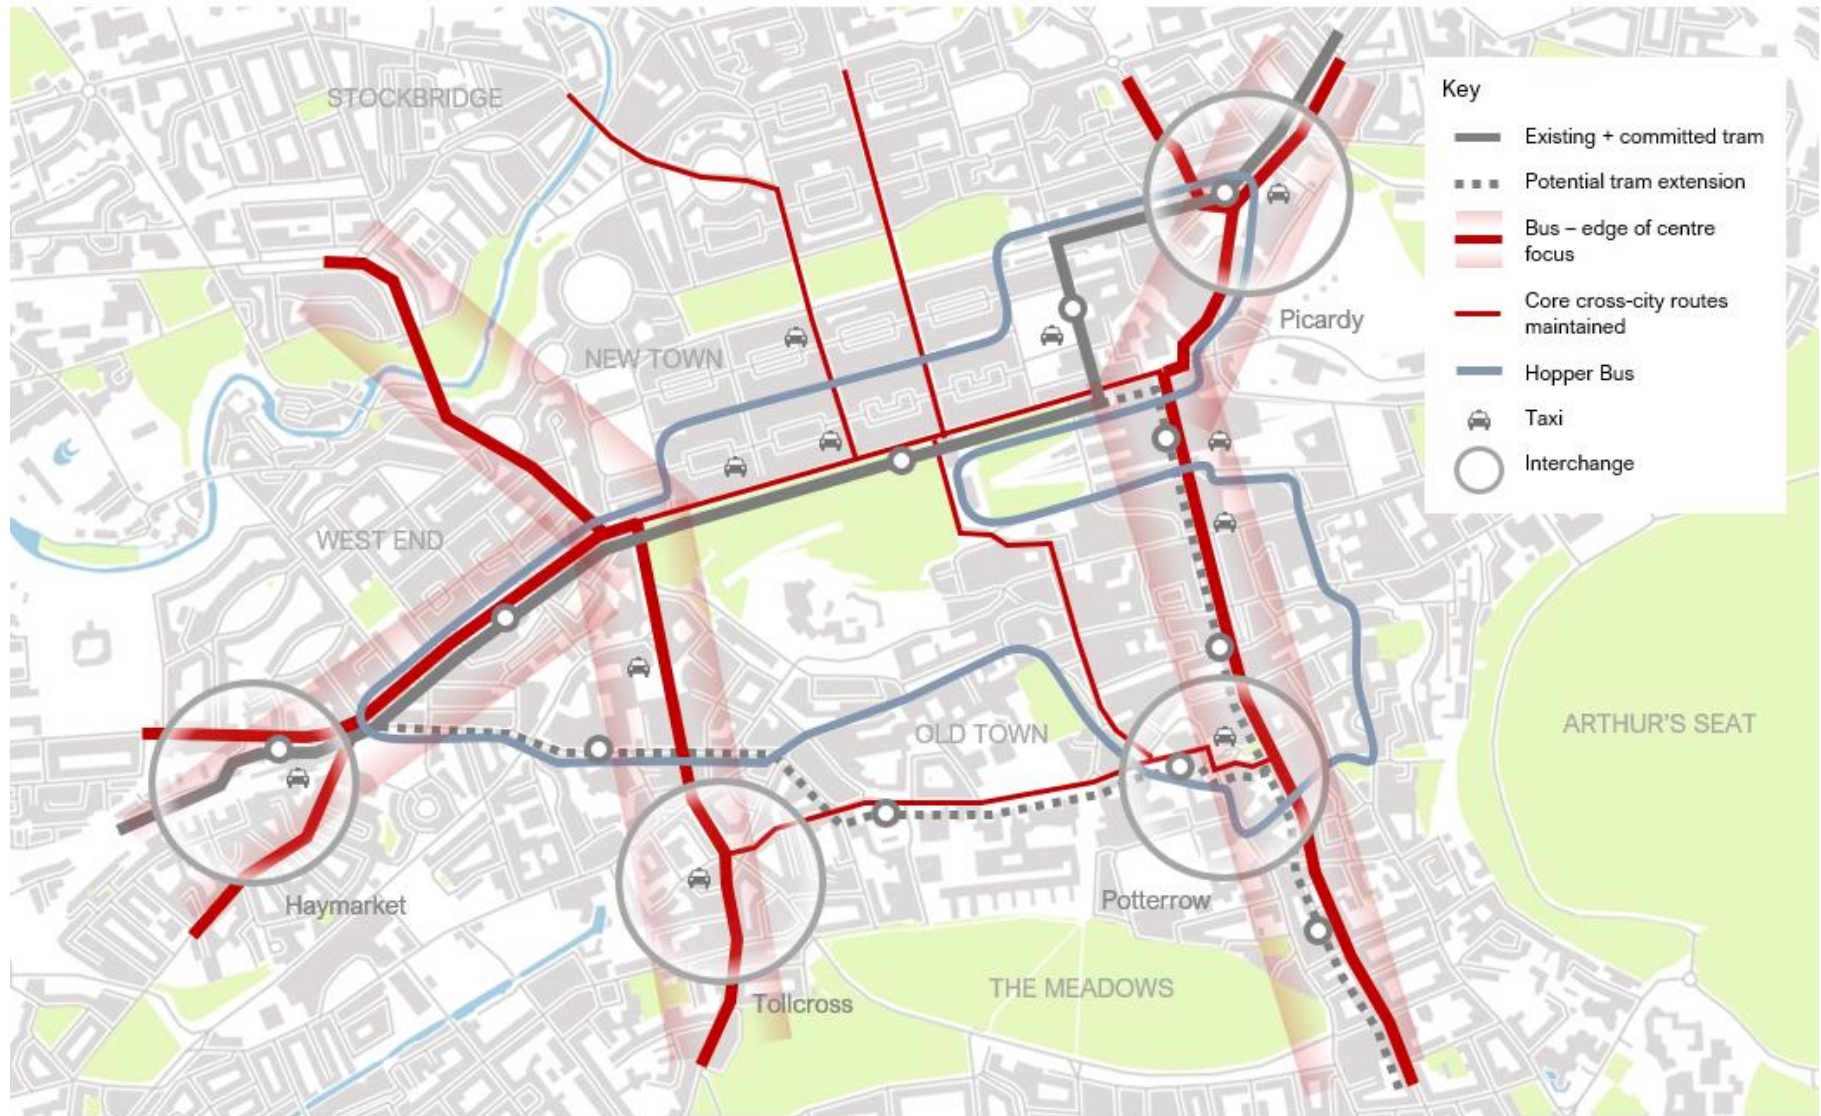 STOCKBRIDGE
Key
Existing + committed tram
Potential tram extension
Bus – edge of centre
focus
Core cross-city routes
maintained
Hopper Bus
Taxi
Interchange
Picardy
NEW TOWN
WEST END
OLD TOWN
ARTHUR'S SEAT
Haymarket
Potterrow
THE MEADOWS
Tollcross